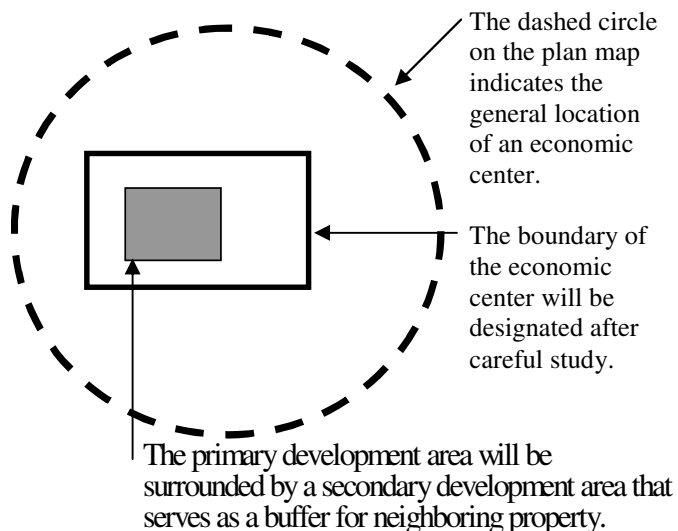 The dashed circle
on the plan map
indicates the
general location
of an economic
center.
The boundary of
the economic
center will be
designated after
careful study.
The primary development area will be
surrounded by a secondary development area that
serves as a buffer for neighboring property.